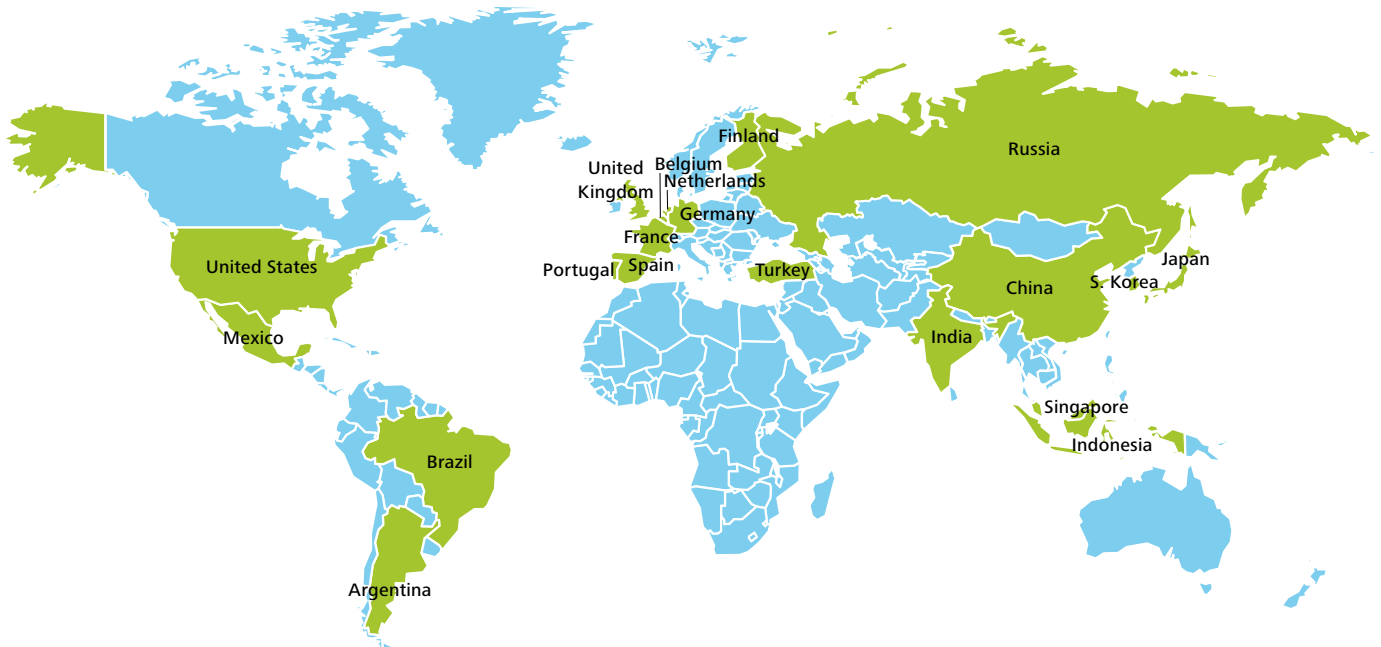 Finland
Russia
United
Kingdom
Belgium
Netherlands
Germany
France
Portugal
Spain
Turkey
United States
Mexico
Japan
S. Korea
China
India
Singapore
Indonesia
Brazil
Argentina